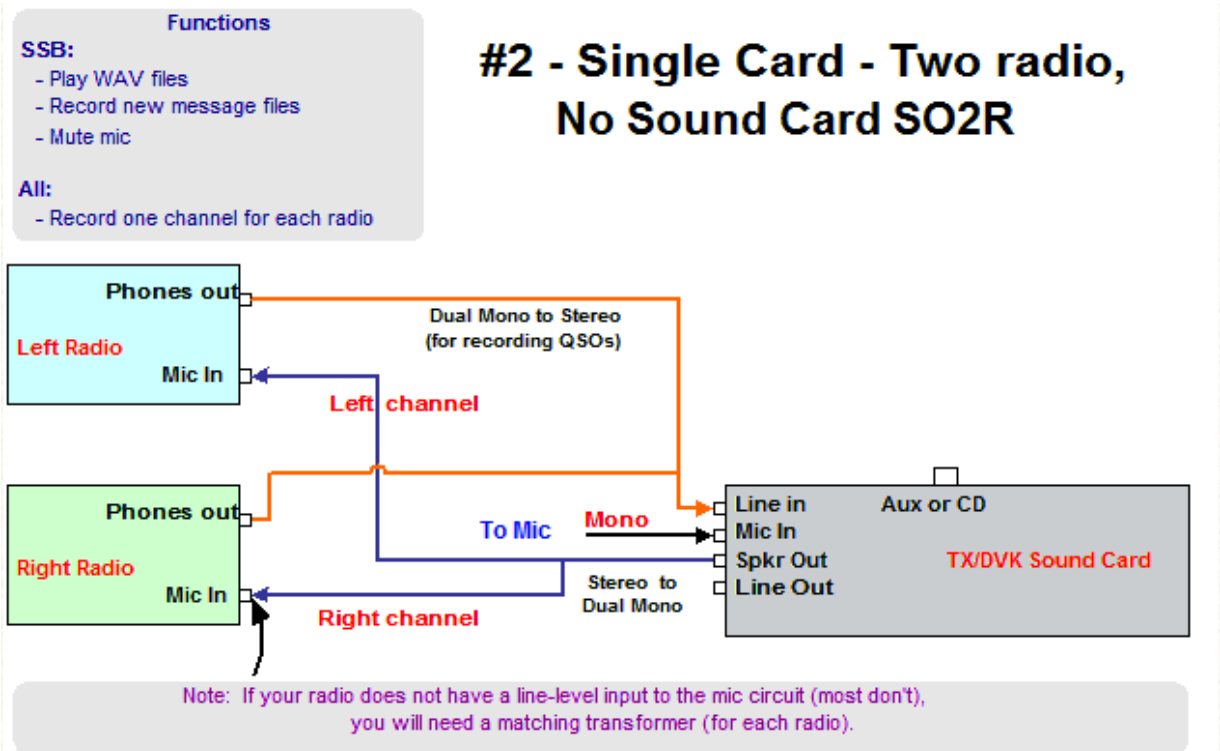 Functions
SSB:
- Play WAV files
- Record new message files
- Mute mic
All:
- Record one channel for each radio
#2 - Single Card - Two radio,
No Sound Card SO2R
Phones out
Left Radio
Mic In
Dual Mono to Stereo
(for recording QSOs)
Left channel
Phones out
Right Radio
Mic In
To Mic
Mono
Stereo to
Dual Mono
Right channel
Line in
Aux or CD
Mic In
Spkr Out
TX/DVK Sound Card
Line Out
Note: If your radio does not have a line-level input to the mic circuit (most don't),
you will need a matching transformer (for each radio).